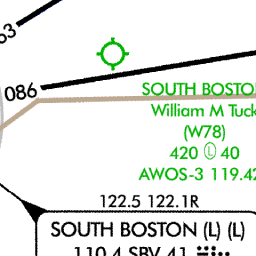 086
SOUTH BOSTO
William M Tuck
(W78)
420 Ⓛ 40
AWOS-3 119.42
122.5 122.1R
SOUTH BOSTON (L) (L)
110.4 SBV 41